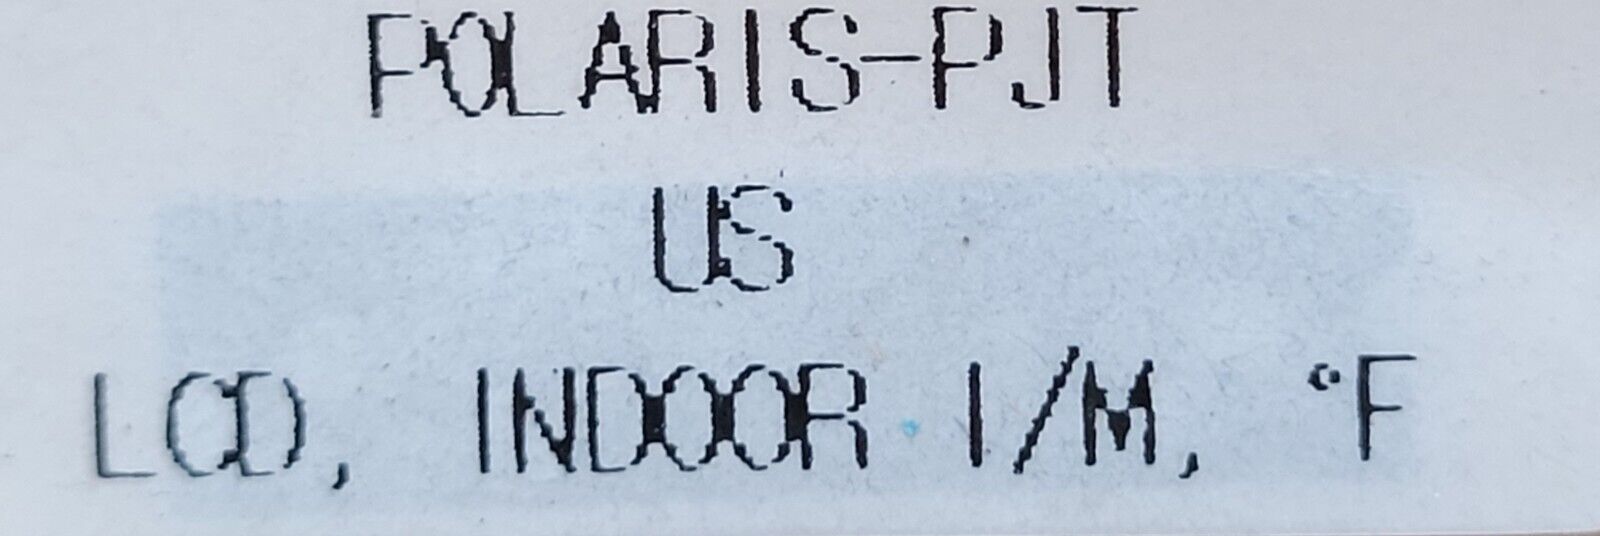 POLARIS-PJT
US
LCD, INDOOR I/M, °F